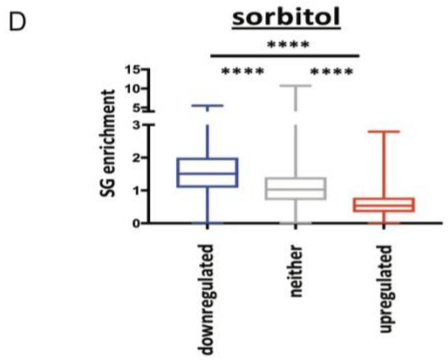 D
sorbitol
****
**** ****
15
10
5
3
2
1
0
SG enrichment
downregulated
neither
upregulated